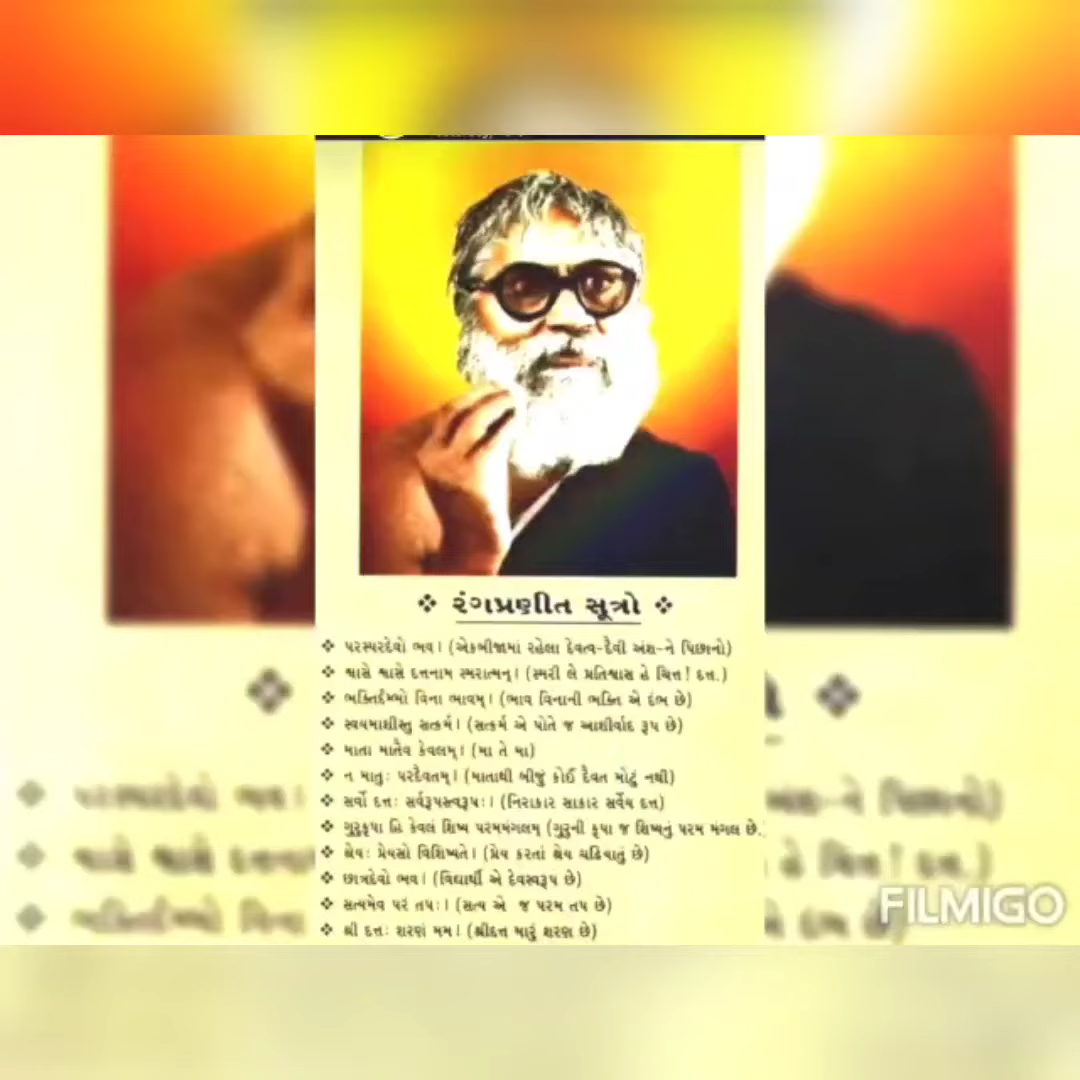 ❖ રંગપ્રણીત સૂત્રો ❖
❖ પરસ્પરદેવો ભવ। (એકબીજામાં રહેલા દેવત્વ-દૈવી અંશ-ને પિછાનો)
❖ શ્વાસે શ્વાસે દત્તનામ સ્મરાત્મન્। (સ્મરી લે પ્રતિશ્વાસ હે ચિત્ત! દત્ત.)
❖ ભક્તિર્દમ્ભો વિના ભાવમ્। (ભાવ વિનાની ભક્તિ એ દંભ છે)
❖ સ્વયમાશીસ્તુ સત્કર્મ। (સત્કર્મ એ પોતે જ આશીર્વાદ રૂપ છે)
❖ માતા માતૈવ કેવલમ્। (મા તે મા)
❖ ન માતુઃ પરદૈવતમ્। (માતાથી બીજું કોઈ દૈવત મોટું નથી)
❖ સર્વો દત્તઃ સર્વરૂપસ્વરૂપઃ। (નિરાકાર સાકાર સર્વેય દત્ત)
❖ ગુરુકૃપા હિ કેવલં શિષ્ય પરમમંગલમ્ (ગુરુની કૃપા જ શિષ્યનું પરમ મંગલ છે.
❖ શ્રેયઃ પ્રેયસો વિશિષ્યતે। (પ્રેય કરતાં શ્રેય ચઢિયાતું છે)
❖ છાત્રદેવો ભવ। (વિદ્યાર્થી એ દેવસ્વરૂપ છે)
❖ સત્યમેવ પરં તપઃ। (સત્ય એ જ પરમ તપ છે)
❖ શ્રી દત્તઃ શરણં મમ। (શ્રીદત્ત મારું શરણ છે)
FILMIGO